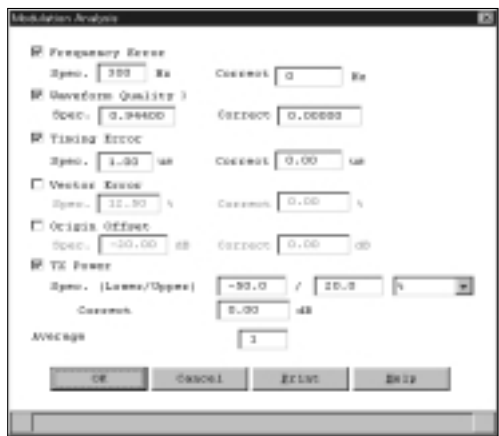 Modulation Analysis
Frequency Error
Spec. 300 Hz Correct 0 Hz
Waveform Quality
Spec. 0.94400 Correct 0.00000
Timing Error
Spec. 1.00 us Correct 0.00 us
Vector Error
Spec. 12.50 % Correct 0.00 %
Origin Offset
Spec. -20.00 dB Correct 0.00 dB
TX Power
Spec. (Lower/Upper) / 20.0 %
Correct 0.00 dB
Average 1
OK Cancel Print Help